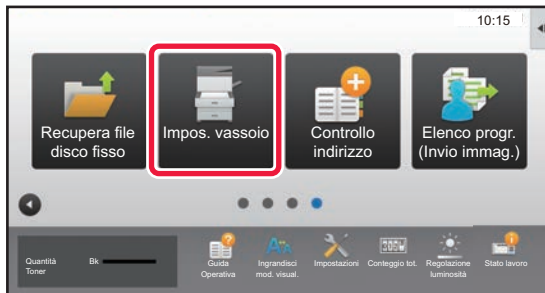 10:15
Recupera file
disco fisso
Impos. vassoio
Controllo
indirizzo
Elenco progr.
(Invio immag.)
Quantità
Toner
Bk
Guida
Operativa
Ingrandisci
mod. visual.
Impostazioni
Conteggio tot.
Regolazione
luminosità
Stato lavoro